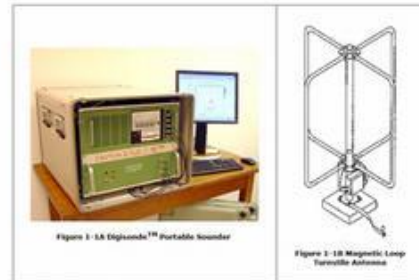 Figure 1-1A Digisonde™ Portable Sounder
Figure 1-1B Magnetic Loop
Turnstile Antenna